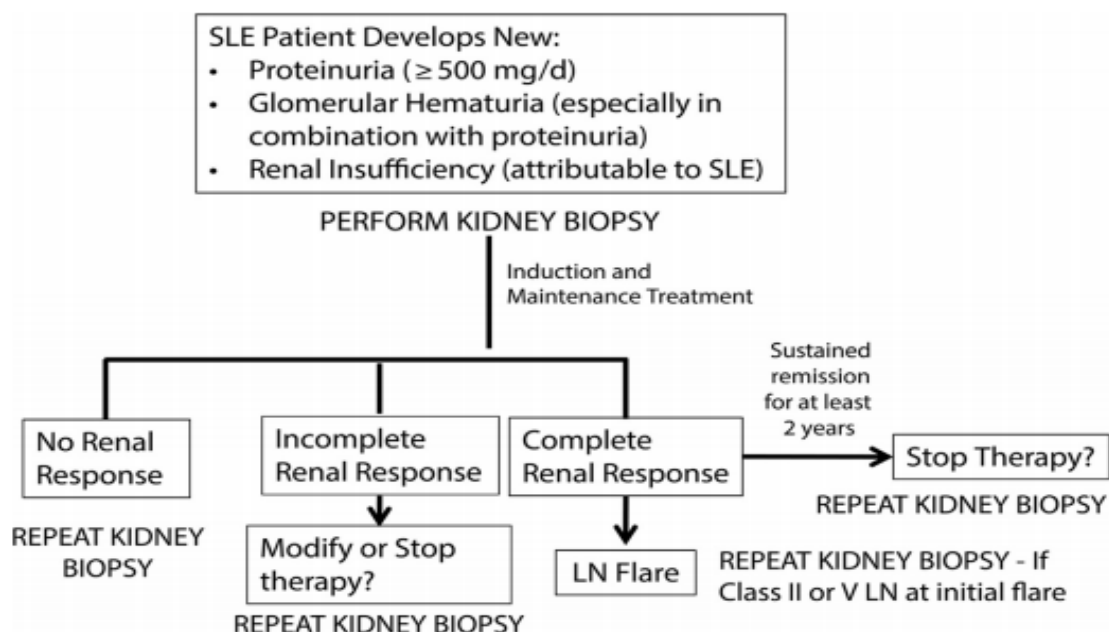 SLE Patient Develops New:
• Proteinuria (≥ 500 mg/d)
• Glomerular Hematuria (especially in
combination with proteinuria)
• Renal Insufficiency (attributable to SLE)
PERFORM KIDNEY BIOPSY
Induction and
Maintenance Treatment
No Renal
Response
REPEAT KIDNEY
BIOPSY
Incomplete
Renal Response
Modify or Stop
therapy?
REPEAT KIDNEY BIOPSY
Complete
Renal Response
Sustained
remission
for at least
2 years
Stop Therapy?
REPEAT KIDNEY BIOPSY
LN Flare
REPEAT KIDNEY BIOPSY - If
Class II or V LN at initial flare